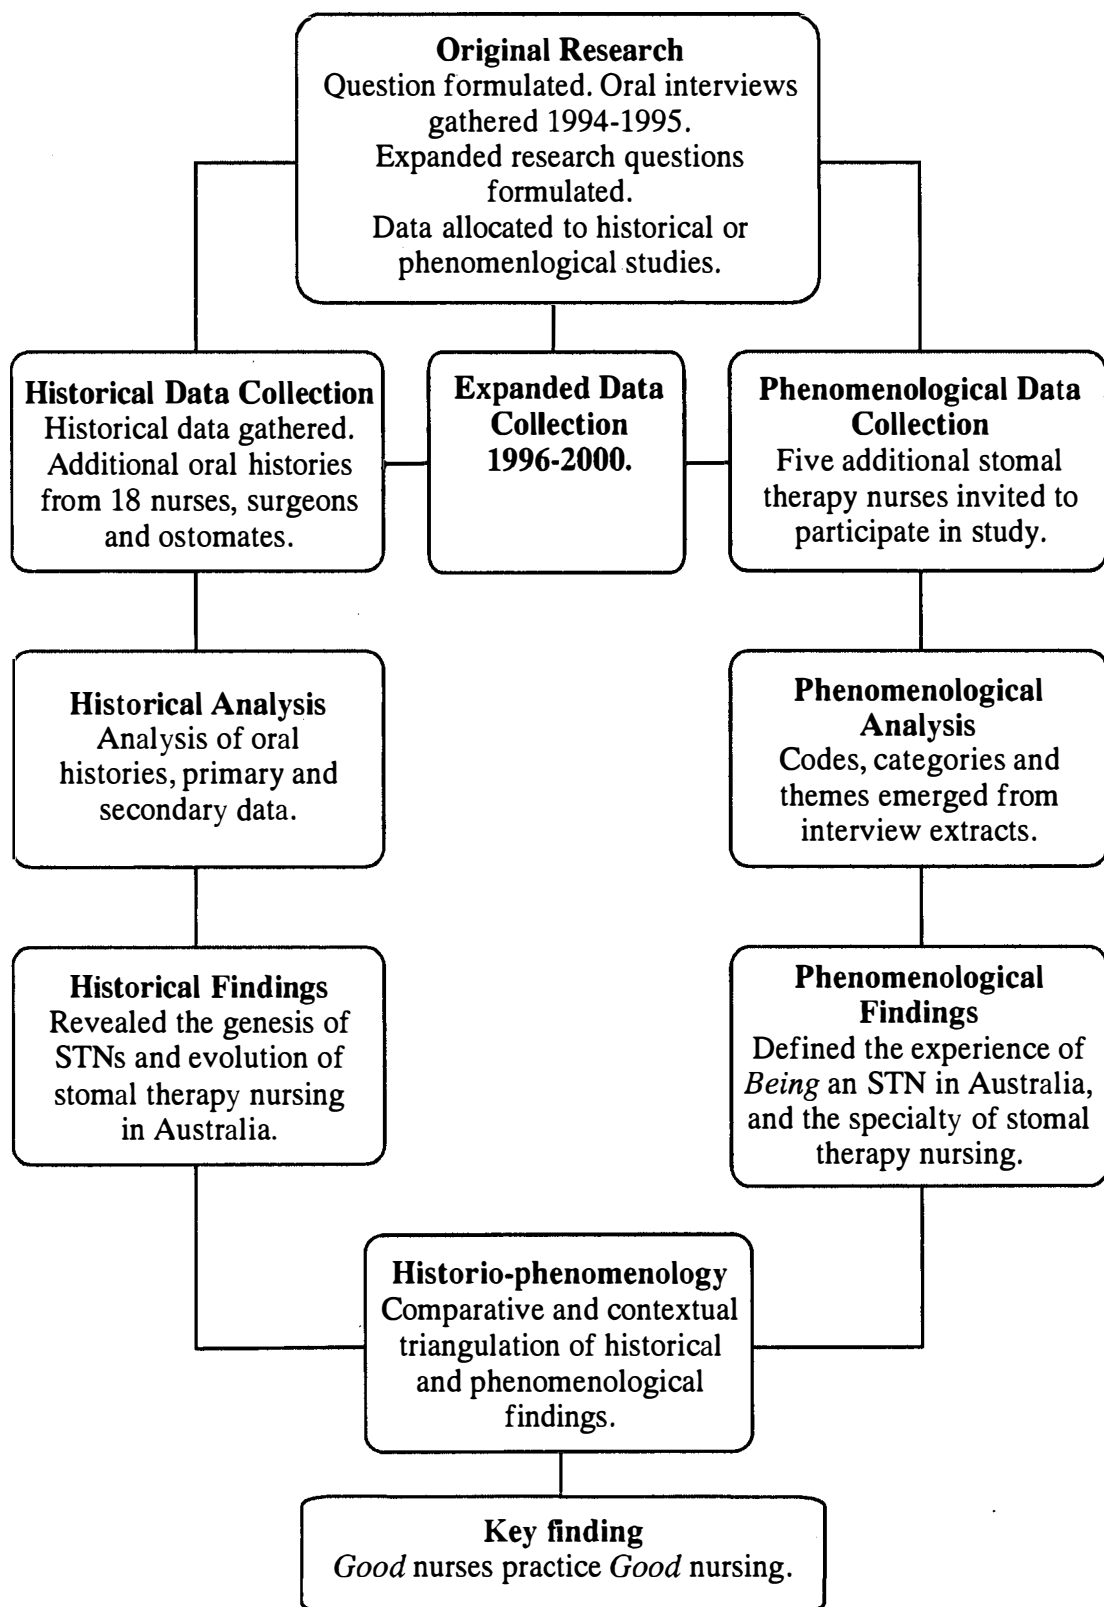 Original Research
Question formulated. Oral interviews
gathered 1994-1995.
Expanded research questions
formulated.
Data allocated to historical or
phenomenlogical studies.
Historical Data Collection
Historical data gathered.
Additional oral histories
from 18 nurses, surgeons
and ostomates.
Expanded Data
Collection
1996-2000.
Phenomenological Data
Collection
Five additional stomal
therapy nurses invited to
participate in study.
Historical Analysis
Analysis of oral
histories, primary and
secondary data.
Phenomenological
Analysis
Codes, categories and
themes emerged from
interview extracts.
Historical Findings
Revealed the genesis of
STNs and evolution of
stomal therapy nursing
in Australia.
Phenomenological
Findings
Defined the experience of
Being an STN in Australia,
and the specialty of stomal
therapy nursing.
Historio-phenomenology
Comparative and contextual
triangulation of historical
and phenomenological
findings.
Key finding
Good nurses practice Good nursing.